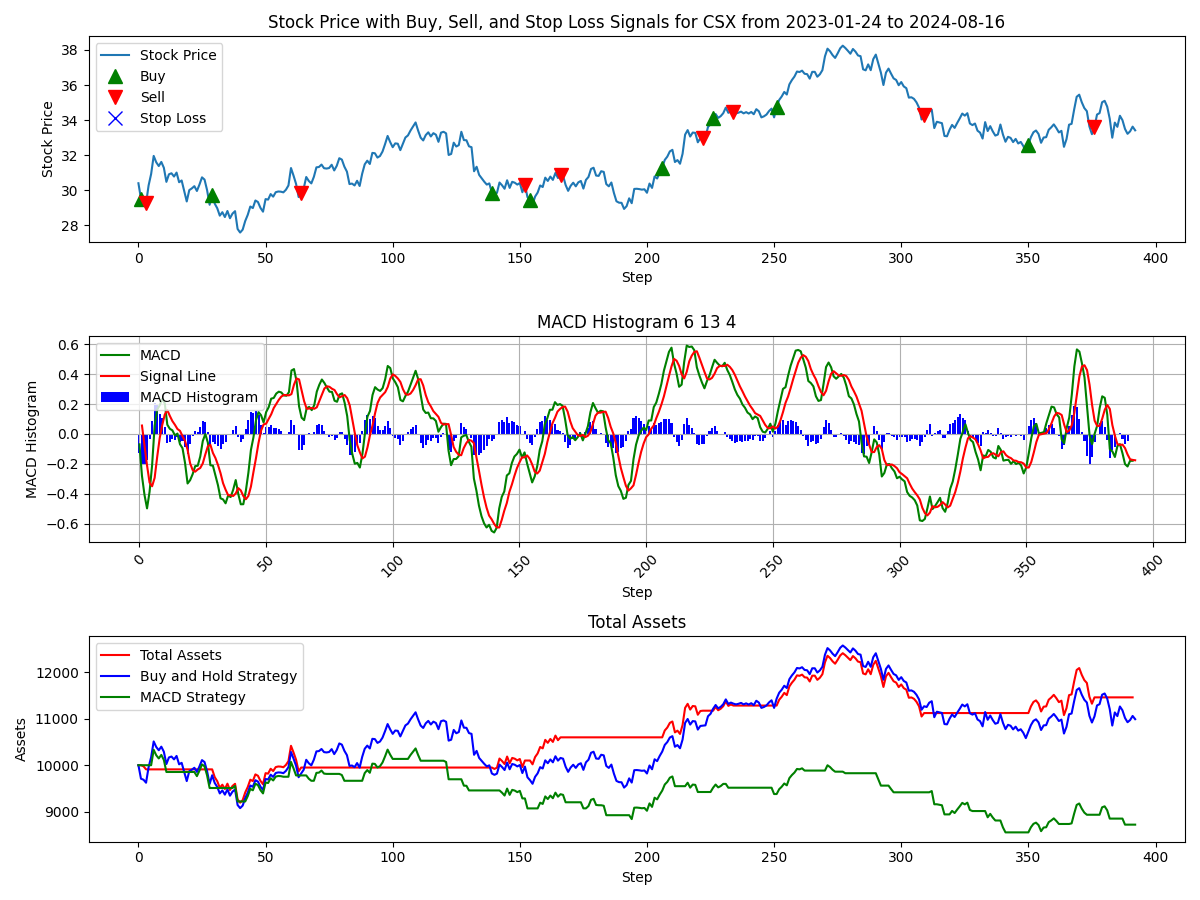 Stock Price with Buy, Sell, and Stop Loss Signals for CSX from 2023-01-24 to 2024-08-16
Stock Price
Stock Price
Buy
Sell
Stop Loss
38
36
34
32
30
28
0 50 100 150 200 250 300 350 400
Step
MACD Histogram 6 13 4
MACD Histogram
MACD
Signal Line
MACD Histogram
0.6
0.4
0.2
0.0
−0.2
−0.4
−0.6
0 50 100 150 200 250 300 350 400
Step
Total Assets
Assets
Total Assets
Buy and Hold Strategy
MACD Strategy
12000
11000
10000
9000
0 50 100 150 200 250 300 350 400
Step